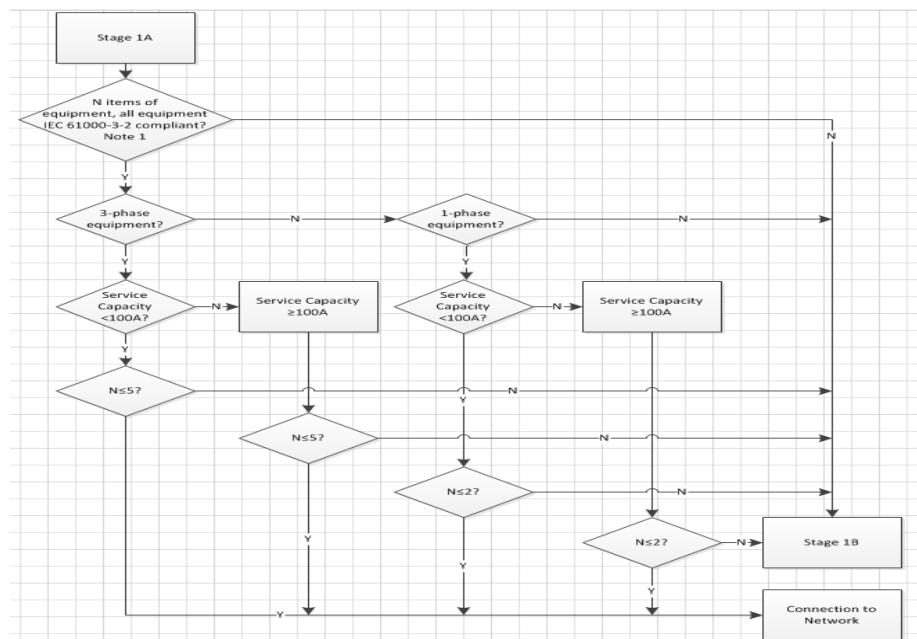 Stage 1A
N items of
equipment, all equipment
IEC 61000-3-2 compliant?
Note 1
N
Y
3-phase
equipment?
N
1-phase
equipment?
N
Y
Y
Service
Capacity
<100A?
N
Service Capacity
≥100A
Service
Capacity
<100A?
N
Service Capacity
≥100A
Y
N≤5?
N
Y
N≤5?
N
N≤2?
N
Y
N≤2?
N
Stage 1B
Y
Y
Y
Connection to
Network